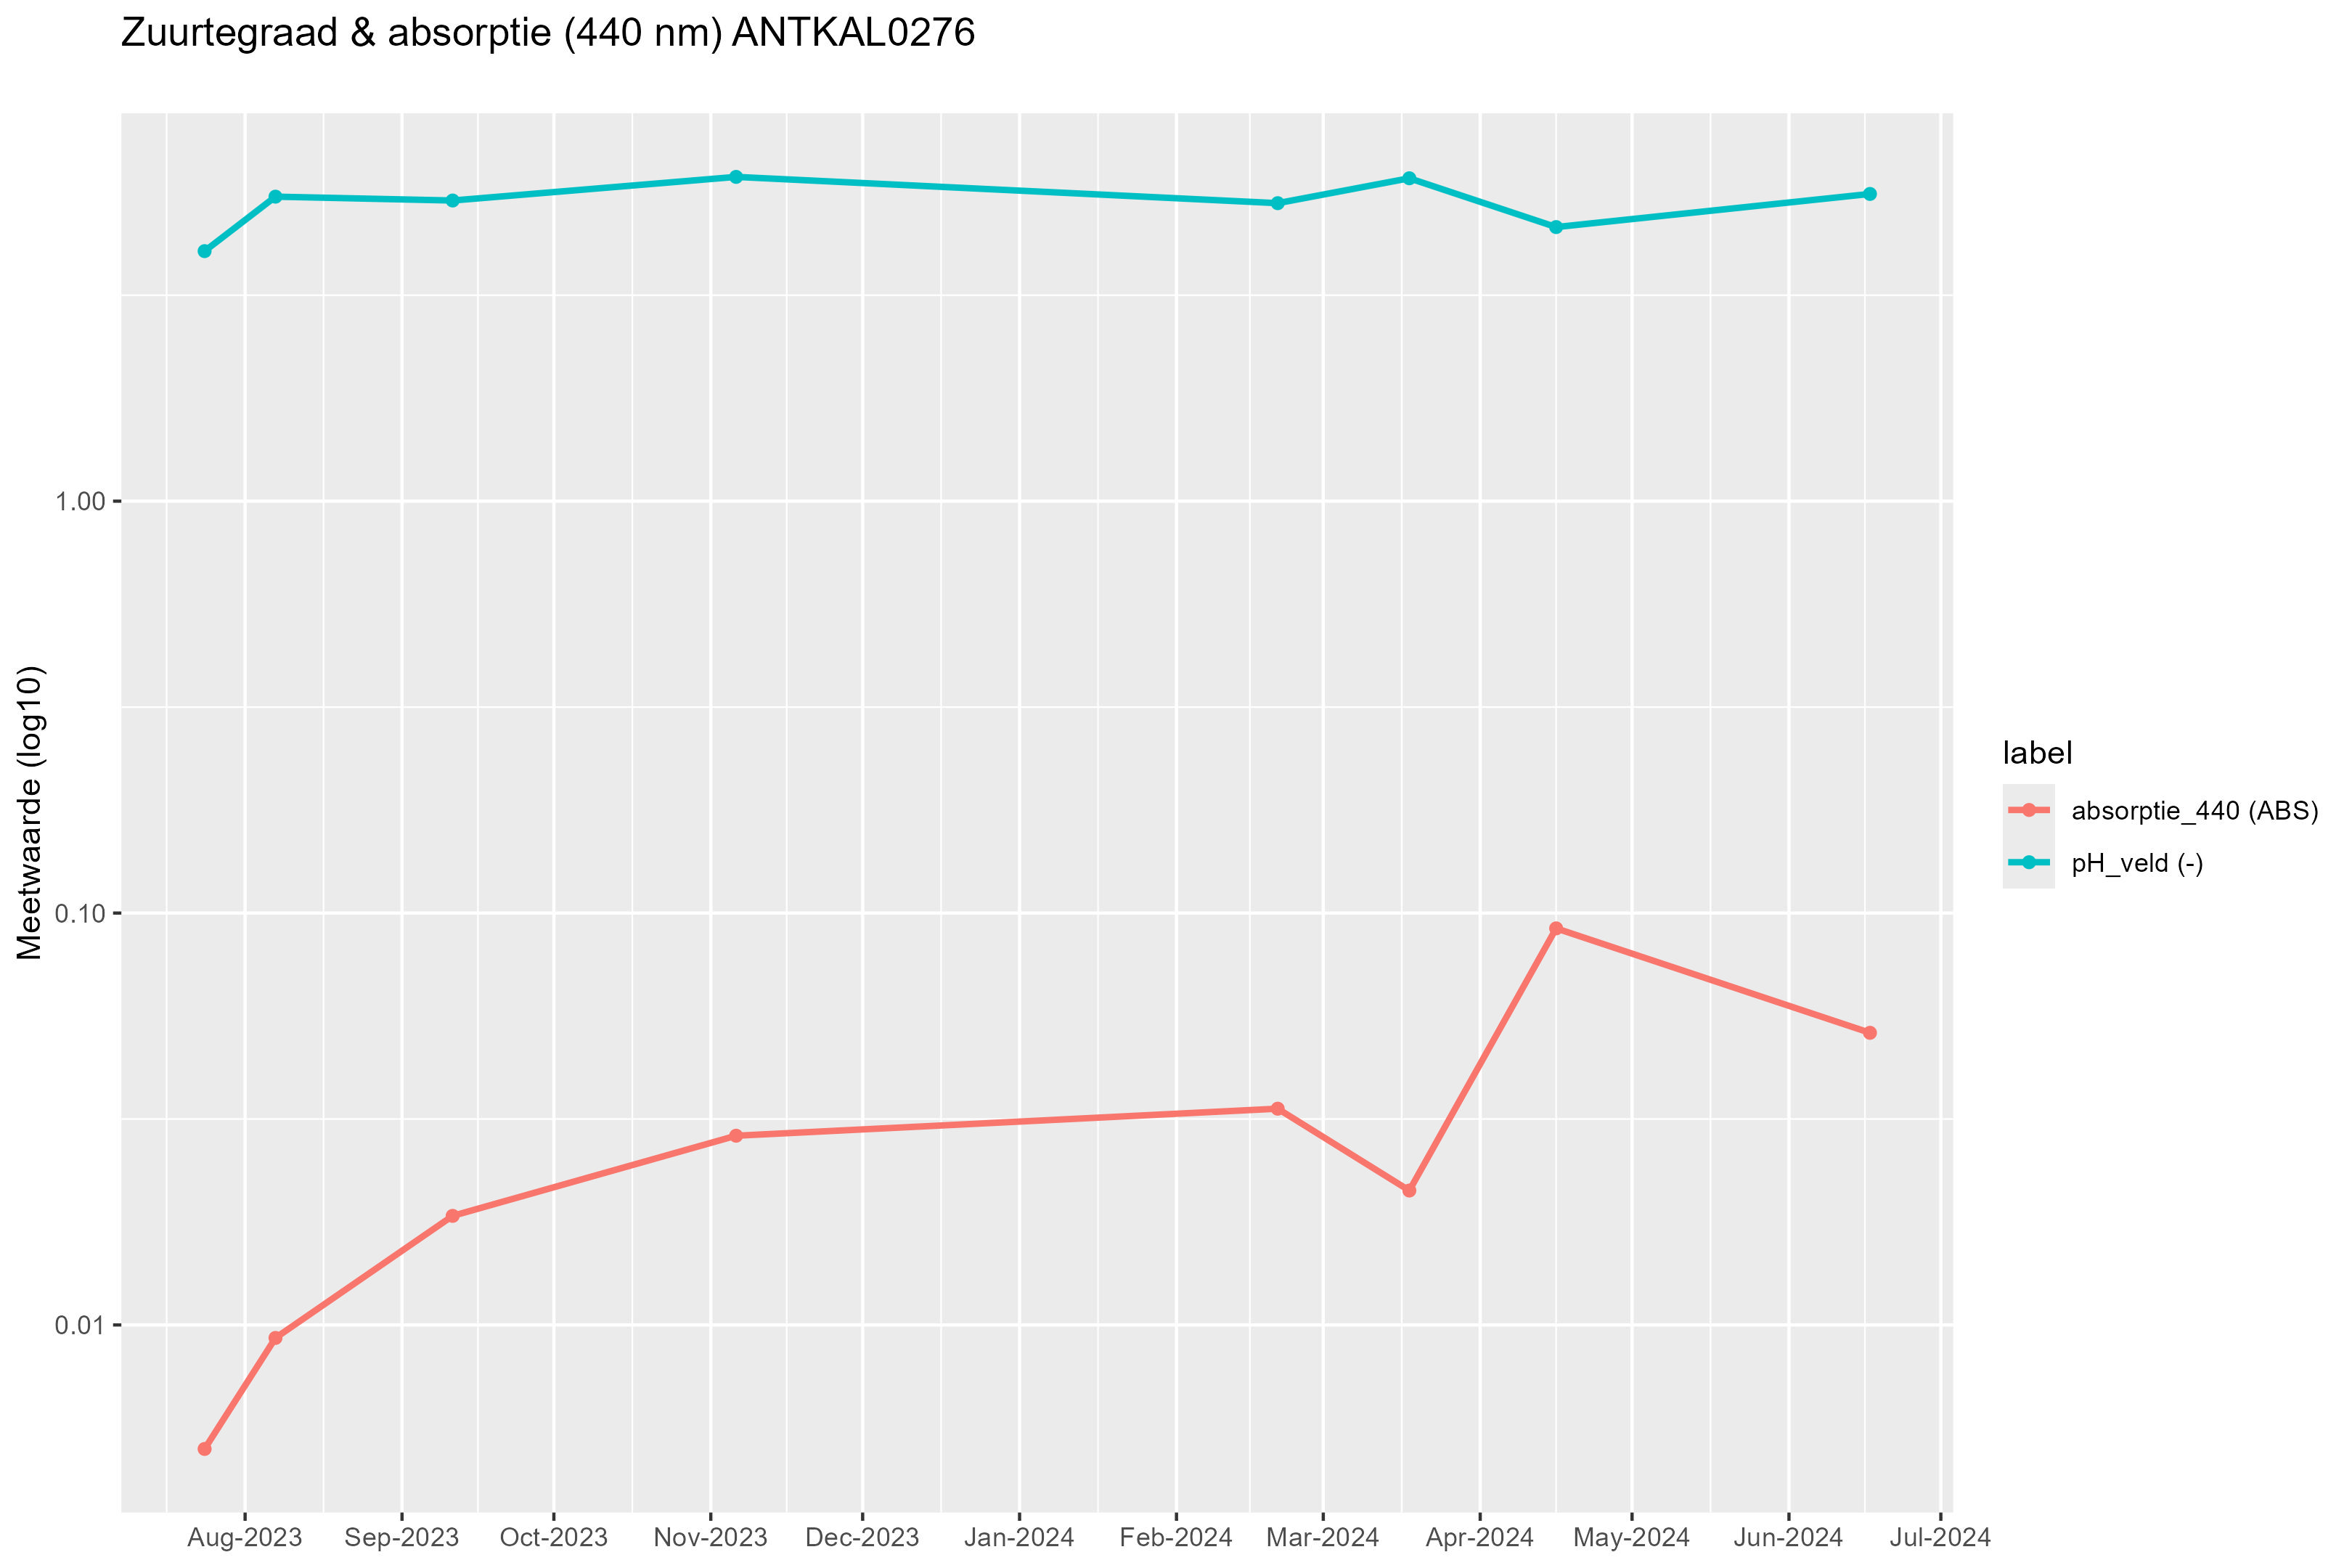 Zuurtegraad & absorptie (440 nm) ANTKAL0276
Meetwaarde (log10)
1.00
0.10
0.01
Aug-2023 Sep-2023 Oct-2023 Nov-2023 Dec-2023 Jan-2024 Feb-2024 Mar-2024 Apr-2024 May-2024 Jun-2024 Jul-2024
label
absorptie_440 (ABS)
pH_veld (-)